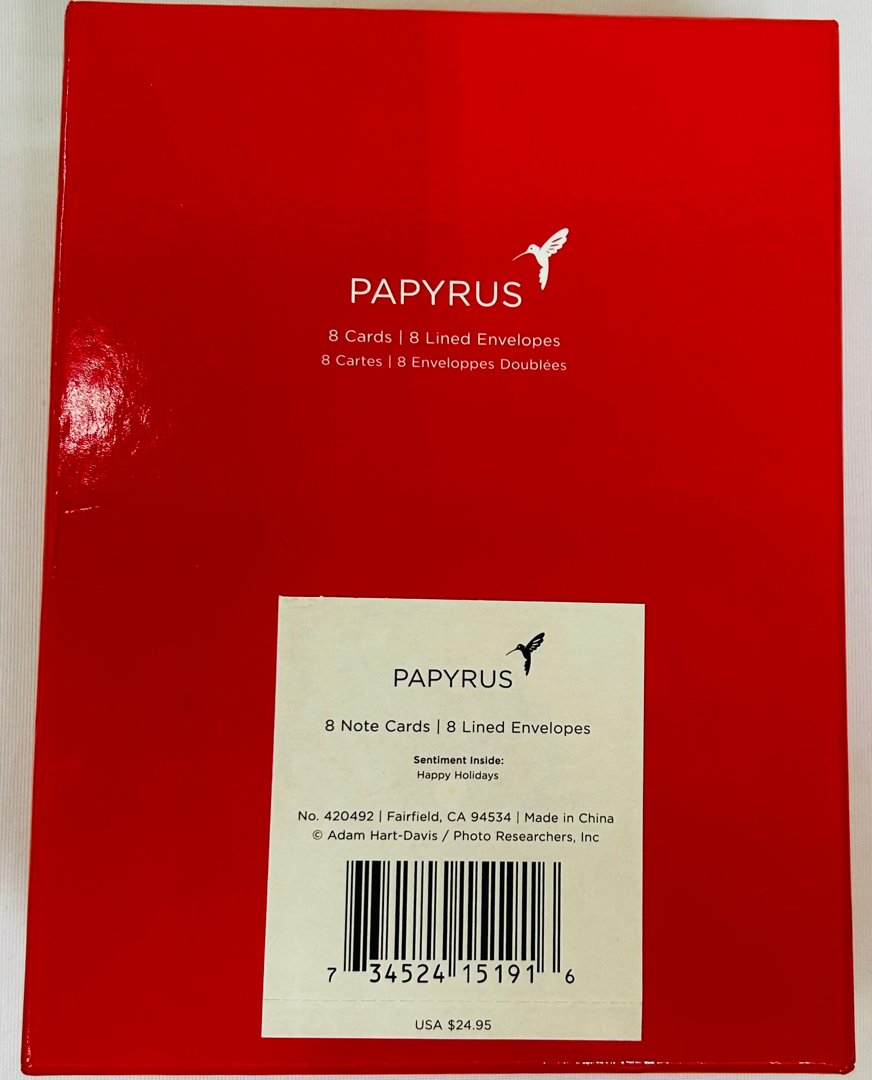 PAPYRUS
8 Cards | 8 Lined Envelopes
8 Cartes | 8 Enveloppes Doublées
PAPYRUS
8 Note Cards | 8 Lined Envelopes
Sentiment Inside:
Happy Holidays
No. 420492 | Fairfield, CA 94534 | Made in China
© Adam Hart-Davis / Photo Researchers, Inc
7 34524 15191 6
USA $24.95